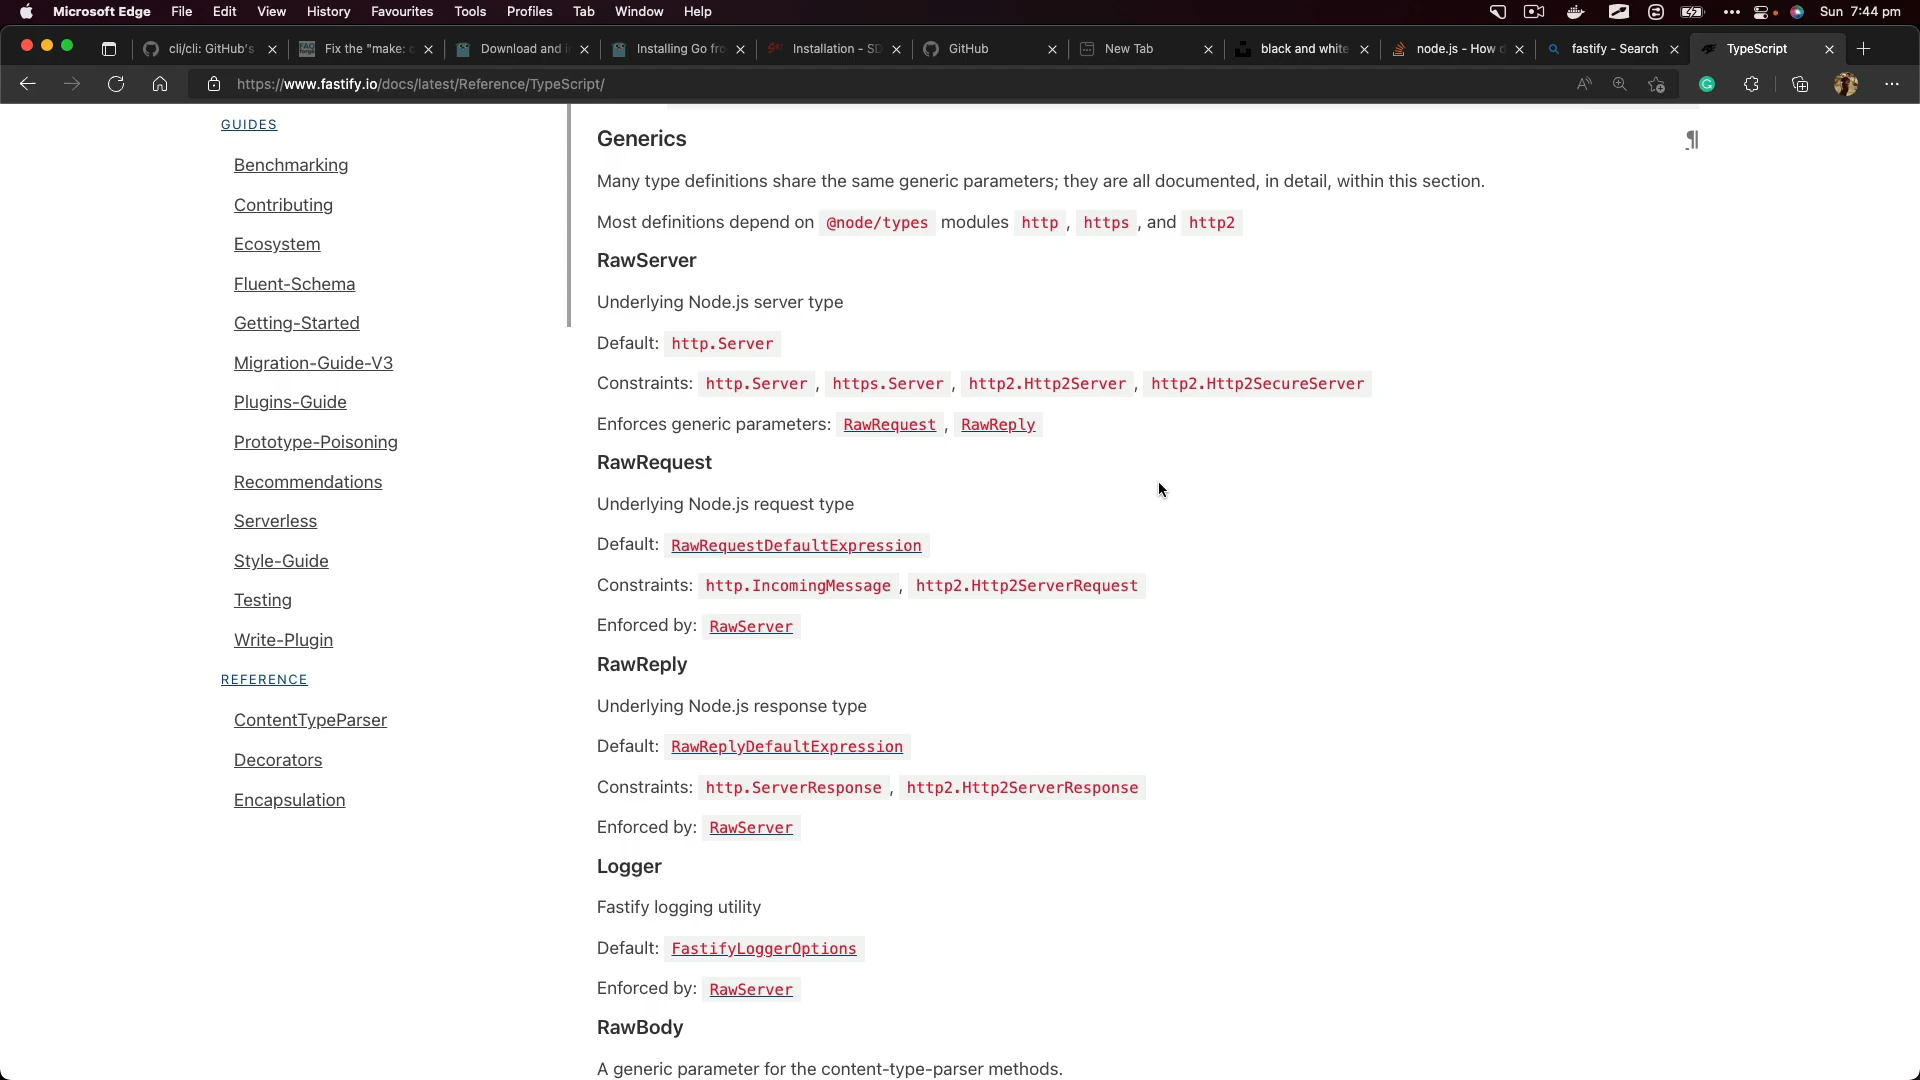 Microsoft Edge File Edit View History Favourites Tools Profiles Tab Window Help Sun 7:44 pm
cli/cli: GitHub's Fix the "make: Download and i Installing Go fro Installation - SD GitHub New Tab black and white node.js - How d fastify - Search TypeScript
https://www.fastify.io/docs/latest/Reference/TypeScript/
GUIDES
Benchmarking
Contributing
Ecosystem
Fluent-Schema
Getting-Started
Migration-Guide-V3
Plugins-Guide
Prototype-Poisoning
Recommendations
Serverless
Style-Guide
Testing
Write-Plugin
REFERENCE
ContentTypeParser
Decorators
Encapsulation
Generics ¶
Many type definitions share the same generic parameters; they are all documented, in detail, within this section.
Most definitions depend on @node/types modules http , https , and http2
RawServer
Underlying Node.js server type
Default: http.Server
Constraints: http.Server , https.Server , http2.Http2Server , http2.Http2SecureServer
Enforces generic parameters: RawRequest , RawReply
RawRequest
Underlying Node.js request type
Default: RawRequestDefaultExpression
Constraints: http.IncomingMessage , http2.Http2ServerRequest
Enforced by: RawServer
RawReply
Underlying Node.js response type
Default: RawReplyDefaultExpression
Constraints: http.ServerResponse , http2.Http2ServerResponse
Enforced by: RawServer
Logger
Fastify logging utility
Default: FastifyLoggerOptions
Enforced by: RawServer
RawBody
A generic parameter for the content-type-parser methods.